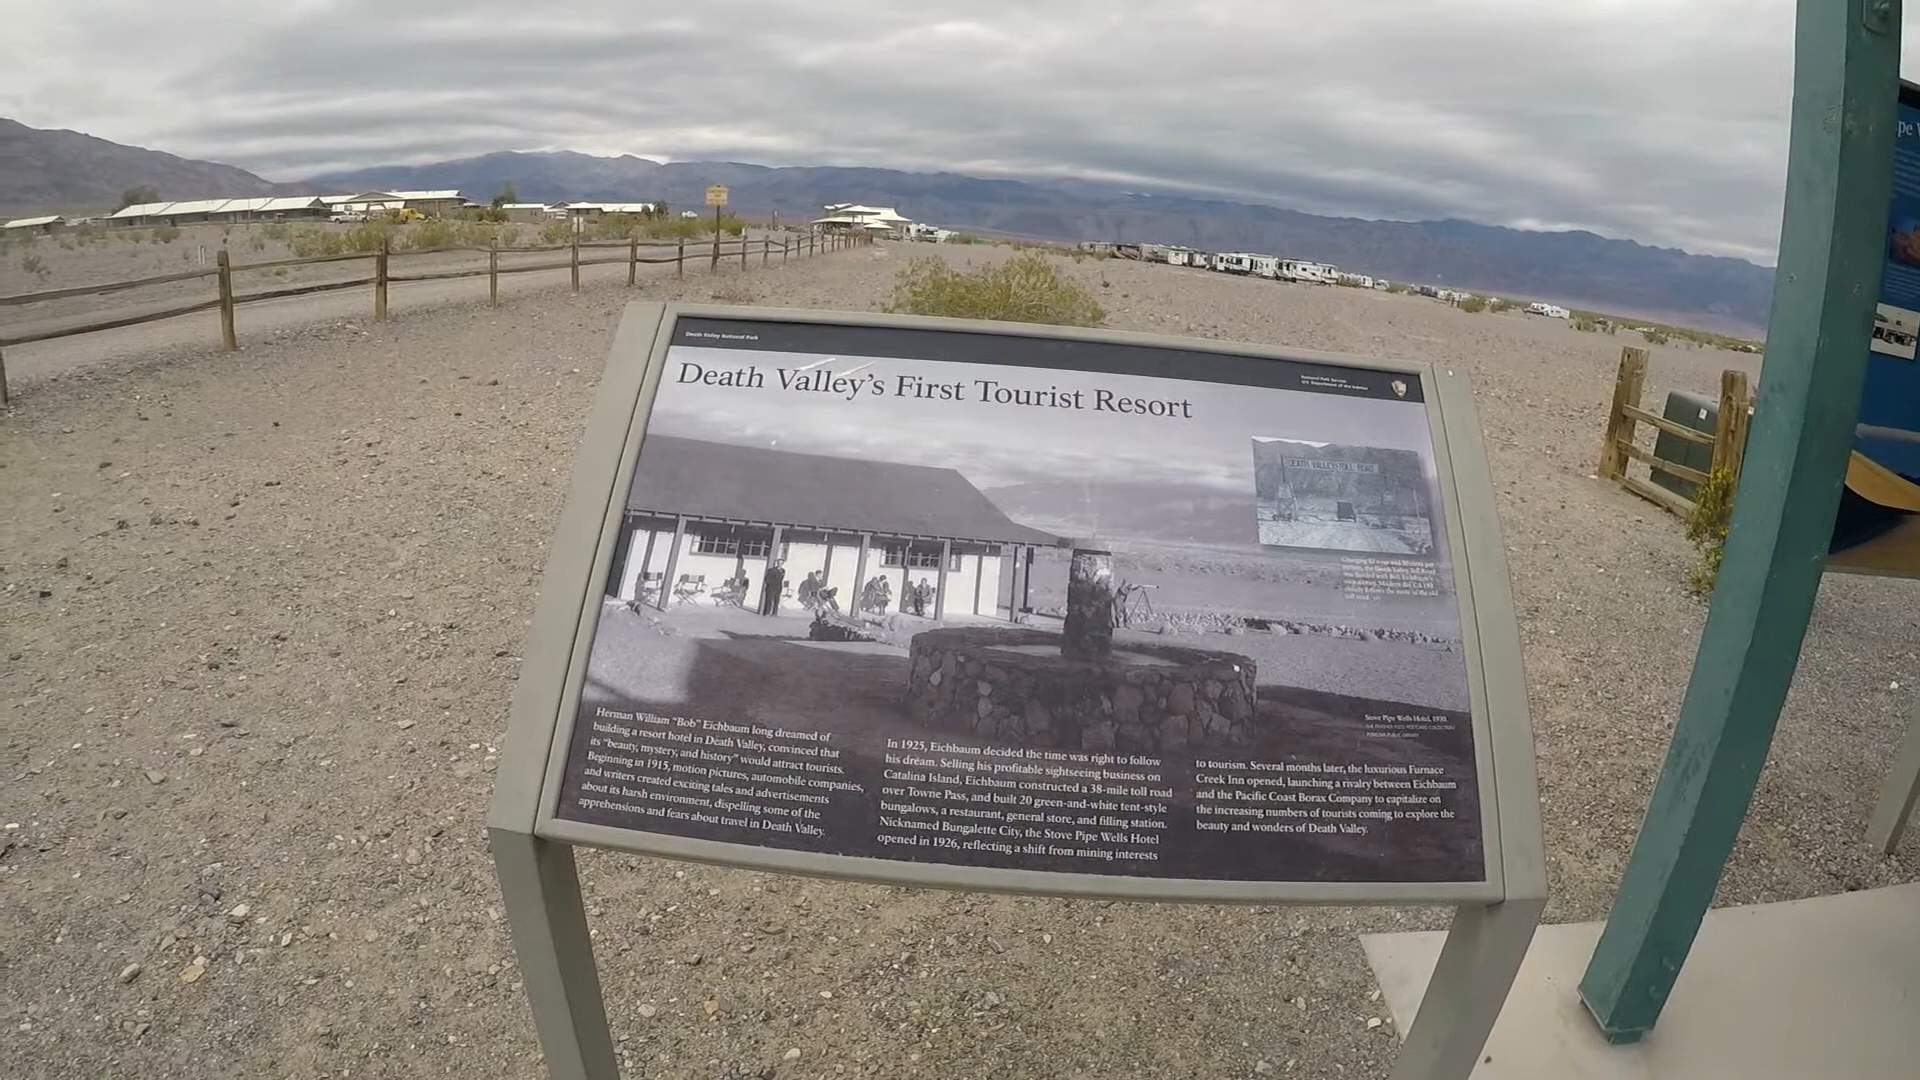 Death Valley National Park
National Park Service
U.S. Department of the Interior
Death Valley's First Tourist Resort
DEATH VALLEY TOLL ROAD
Stove Pipe Wells Hotel, 1930.
Herman William "Bob" Eichbaum long dreamed of
building a resort hotel in Death Valley, convinced that
its "beauty, mystery, and history" would attract tourists.
Beginning in 1915, motion pictures, automobile companies,
and writers created exciting tales and advertisements
about its harsh environment, dispelling some of the
apprehensions and fears about travel in Death Valley.
In 1925, Eichbaum decided the time was right to follow
his dream. Selling his profitable sightseeing business on
Catalina Island, Eichbaum constructed a 38-mile toll road
over Towne Pass, and built 20 green-and-white tent-style
bungalows, a restaurant, general store, and filling station.
Nicknamed Bungalette City, the Stove Pipe Wells Hotel
opened in 1926, reflecting a shift from mining interests
to tourism. Several months later, the luxurious Furnace
Creek Inn opened, launching a rivalry between Eichbaum
and the Pacific Coast Borax Company to capitalize on
the increasing numbers of tourists coming to explore the
beauty and wonders of Death Valley.